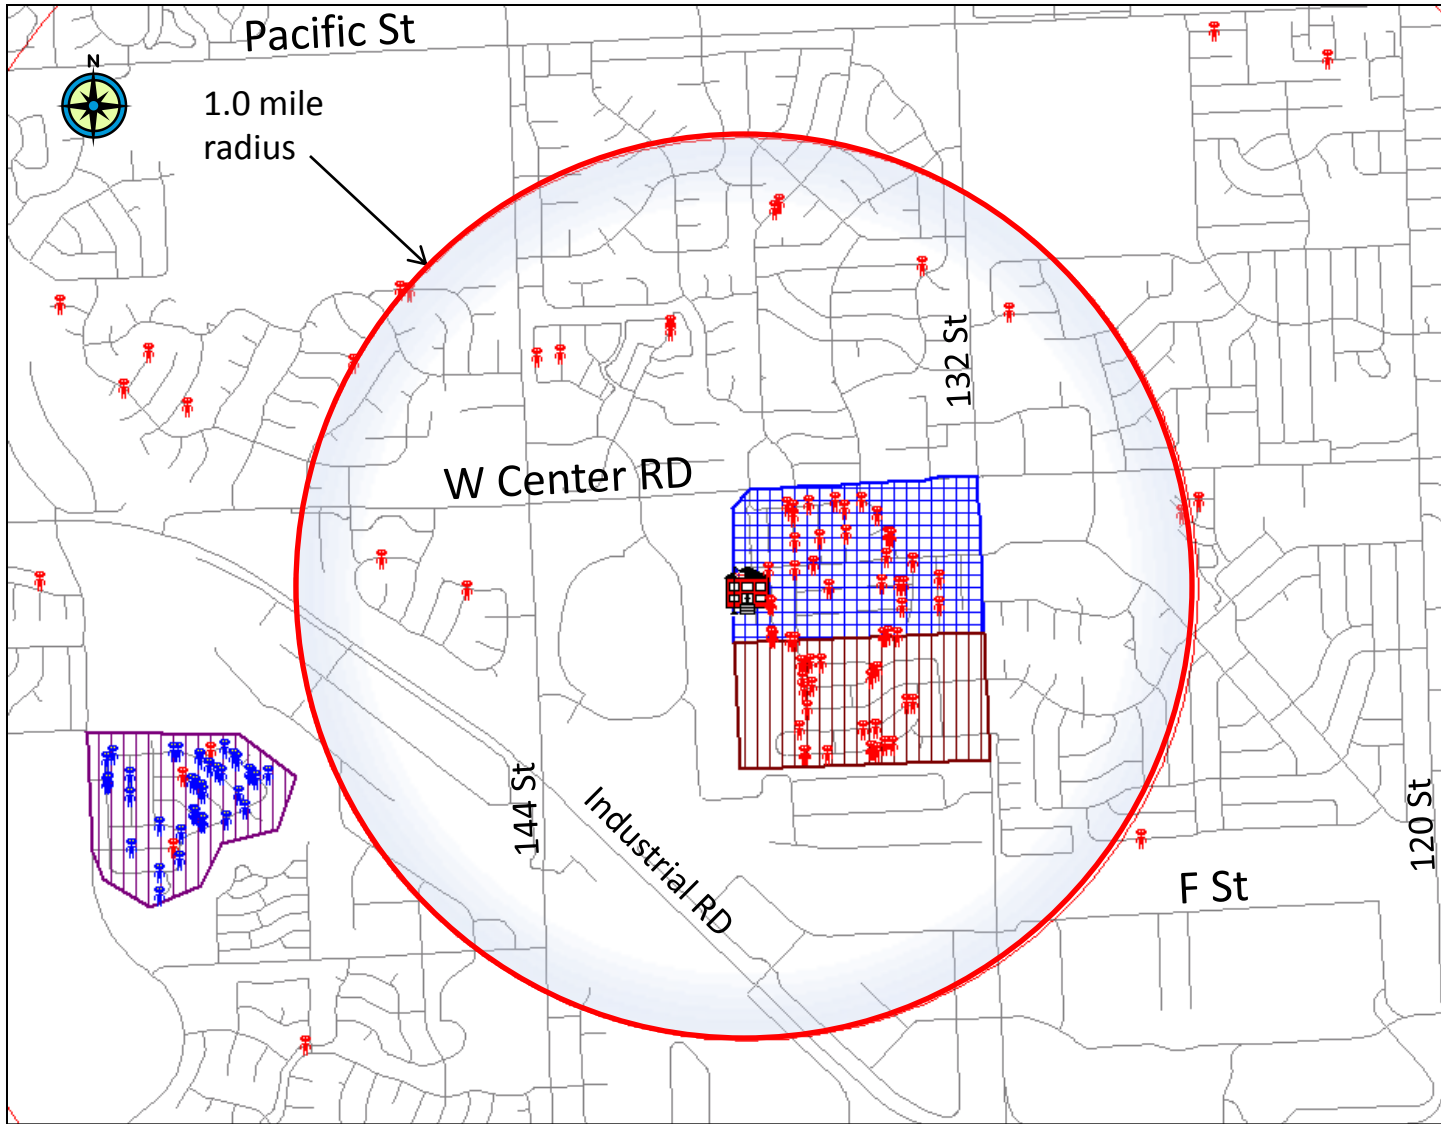 Pacific St
N
1.0 mile
radius
132 St
W Center RD
144 St
Industrial RD
120 St
F St